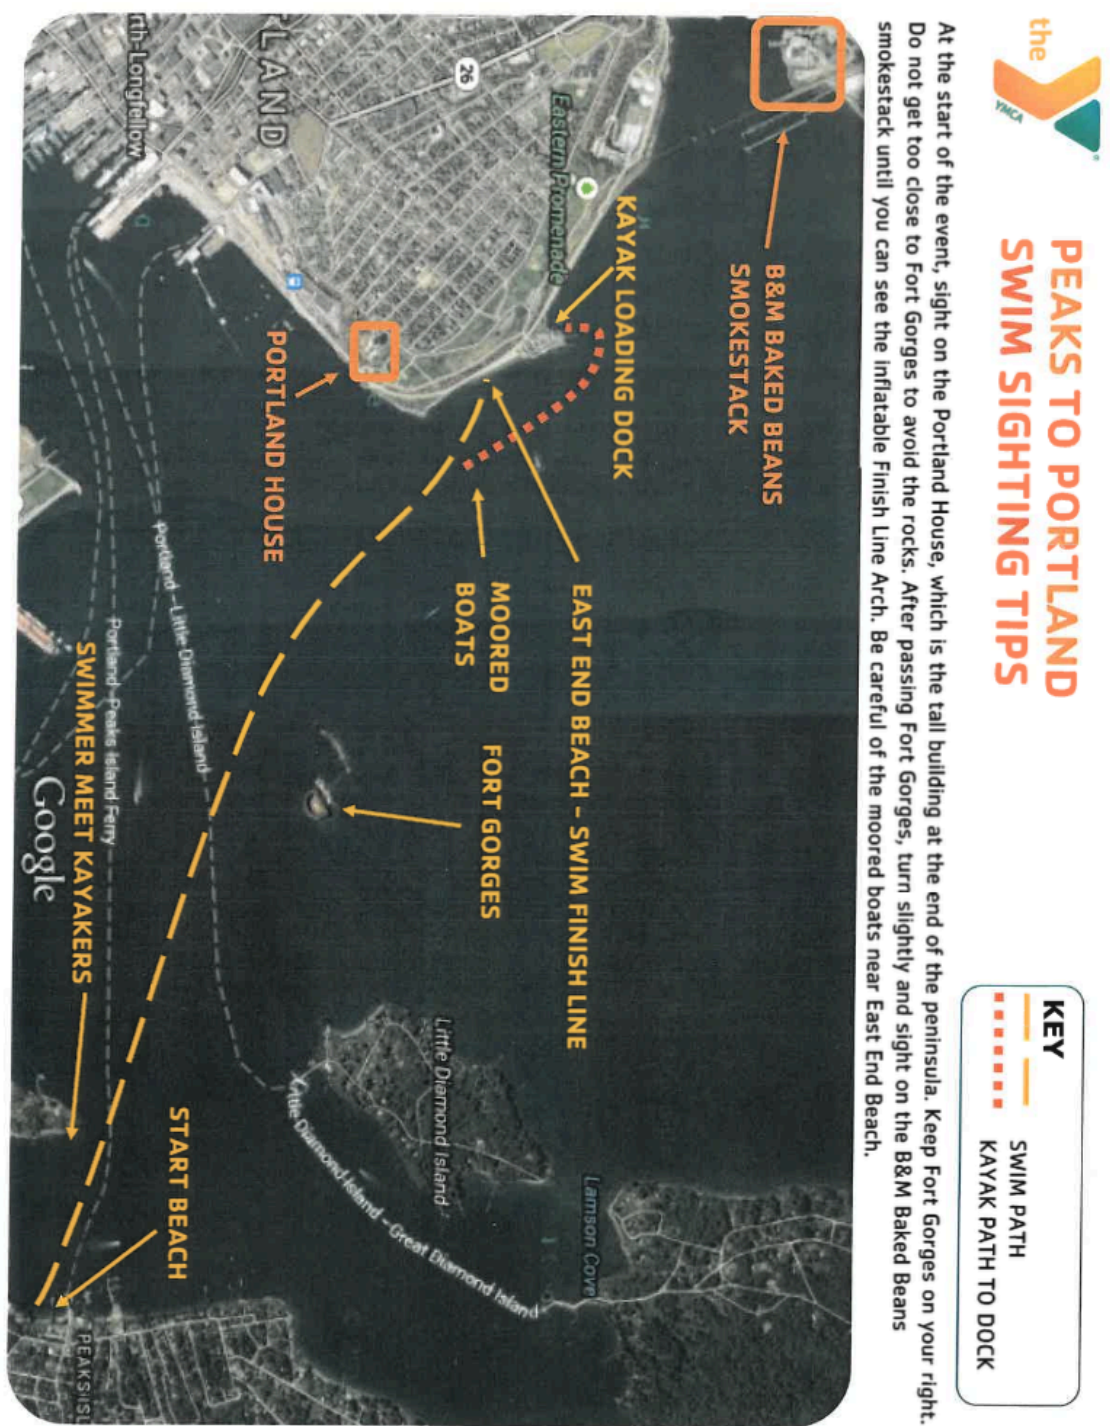 the
YMCA
PEAKS TO PORTLAND
SWIM SIGHTING TIPS
KEY
SWIM PATH
KAYAK PATH TO DOCK
At the start of the event, sight on the Portland House, which is the tall building at the end of the peninsula. Keep Fort Gorges on your right.
Do not get too close to Fort Gorges to avoid the rocks. After passing Fort Gorges, turn slightly and sight on the B&M Baked Beans
smokestack until you can see the inflatable Finish Line Arch. Be careful of the moored boats near East End Beach.
B&M BAKED BEANS
SMOKESTACK
KAYAK LOADING DOCK
Eastern Promenade
26
LAND
rth-Longfellow
EAST END BEACH – SWIM FINISH LINE
MOORED
BOATS
FORT GORGES
PORTLAND HOUSE
Lamson Cove
Little Diamond Island
Little Diamond Island - Great Diamond Island
Portland - Little Diamond Island
Portland - Peaks Island Ferry
START BEACH
SWIMMER MEET KAYAKERS
Google
PEAKS ISL